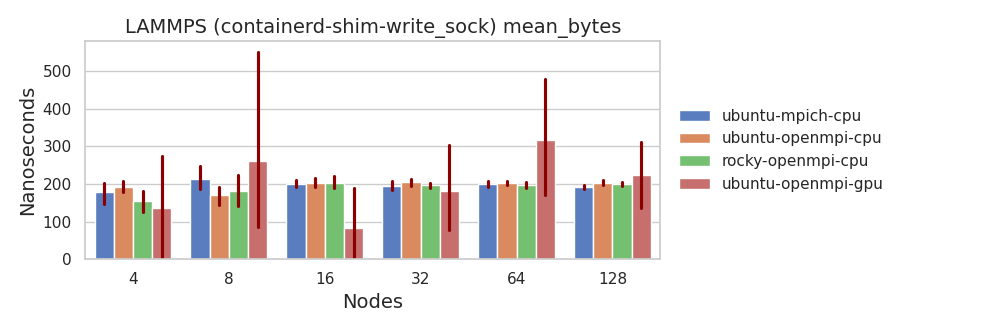 LAMMPS (containerd-shim-write_sock) mean_bytes
Nanoseconds
500
400
300
200
100
0
4 8 16 32 64 128
Nodes
ubuntu-mpich-cpu
ubuntu-openmpi-cpu
rocky-openmpi-cpu
ubuntu-openmpi-gpu